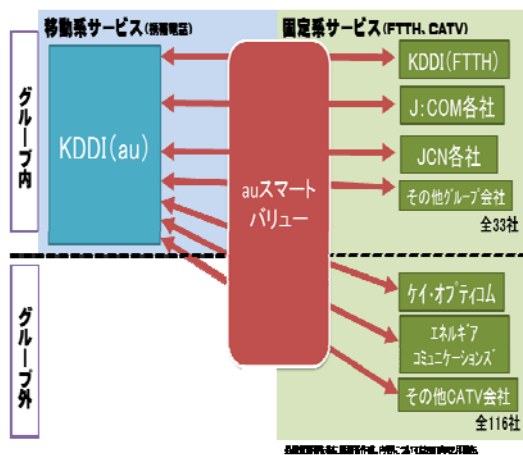 移動系サービス(携帯電話)
固定系サービス(FTTH、CATV)
グループ内
KDDI(au)
auスマート
バリュー
KDDI(FTTH)
J:COM各社
JCN各社
その他グループ会社
全33社
グループ外
ケイ・オプティコム
エネルギア
コミュニケーションズ
その他CATV会社
全116社